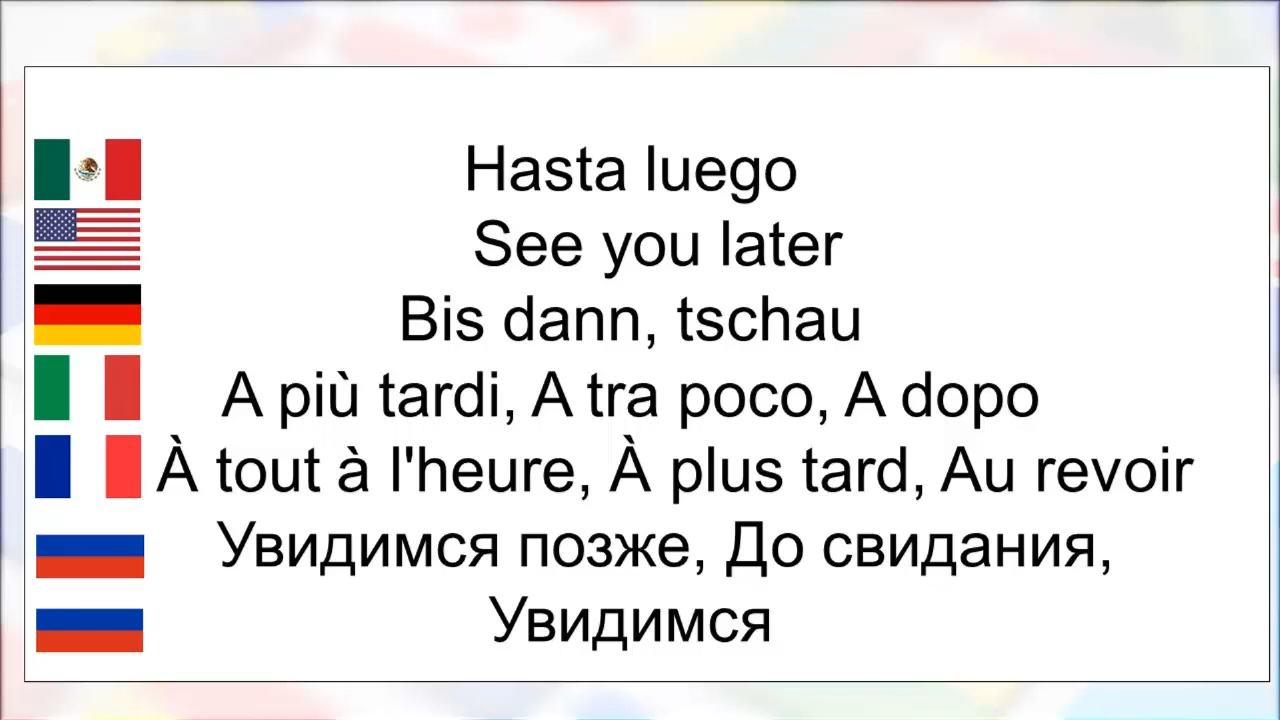 Hasta luego
See you later
Bis dann, tschau
A più tardi, A tra poco, A dopo
À tout à l'heure, À plus tard, Au revoir
Увидимся позже, До свидания,
Увидимся